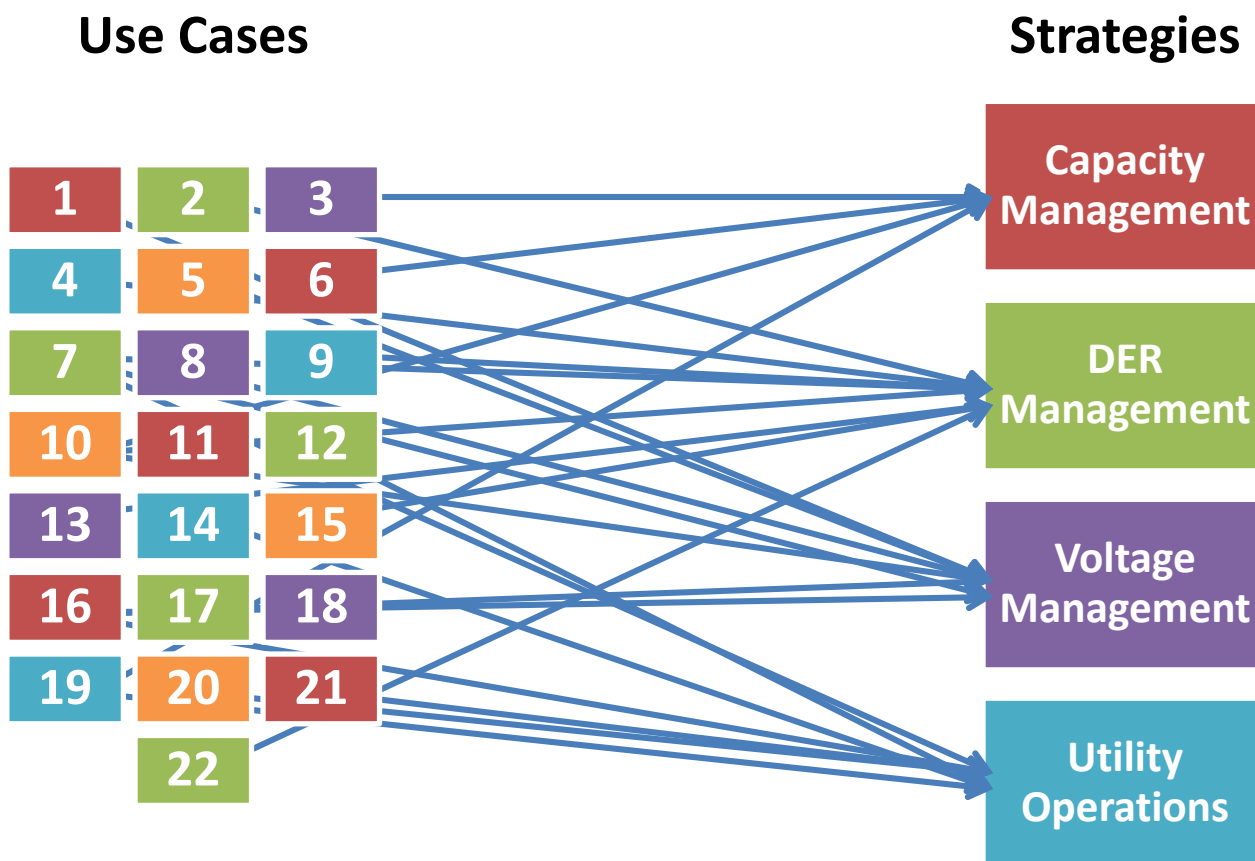 Use Cases
Strategies
1 2 3
4 5 6
7 8 9
10 11 12
13 14 15
16 17 18
19 20 21
22
Capacity
Management
DER
Management
Voltage
Management
Utility
Operations